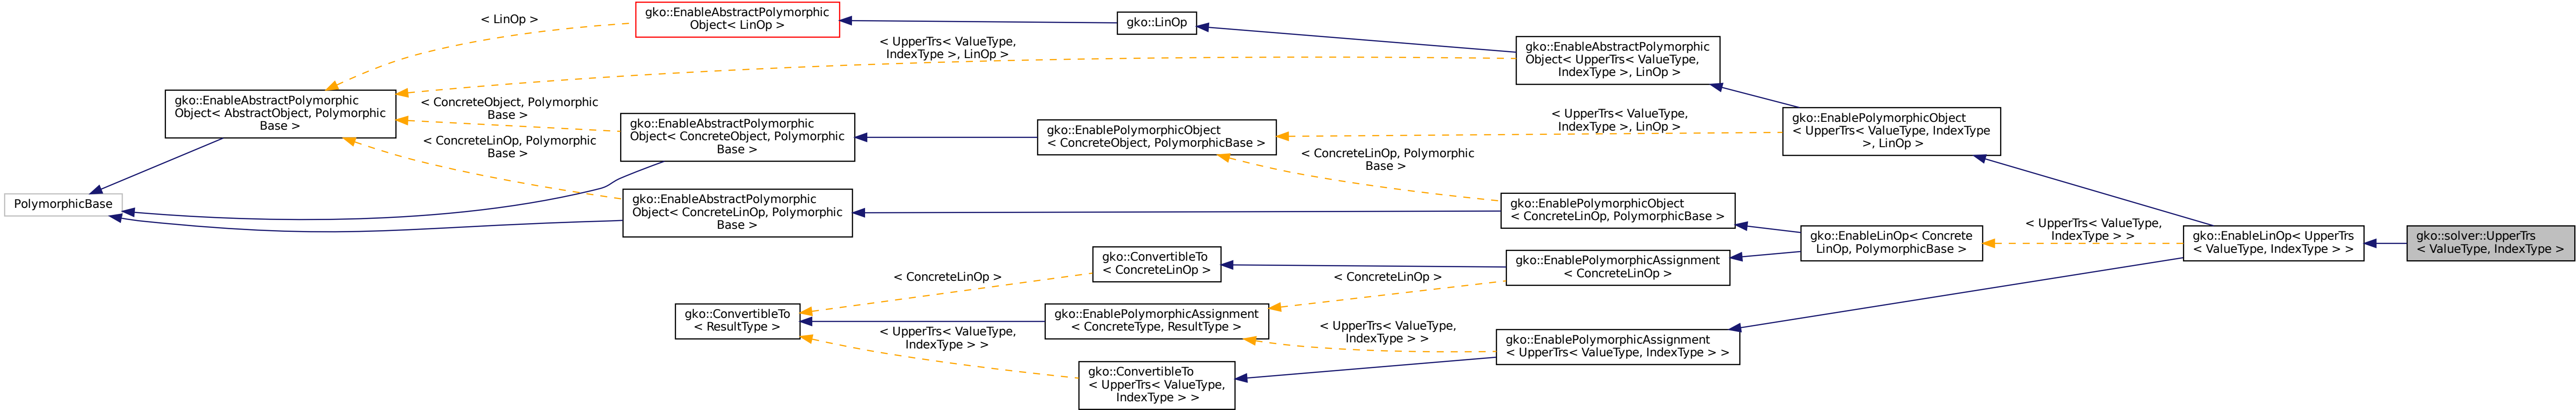 gko::EnableAbstractPolymorphic
Object< LinOp >
< LinOp >
gko::LinOp
< UpperTrs< ValueType,
IndexType >, LinOp >
gko::EnableAbstractPolymorphic
Object< UpperTrs< ValueType,
IndexType >, LinOp >
gko::EnableAbstractPolymorphic
Object< AbstractObject, Polymorphic
Base >
< ConcreteObject, Polymorphic
Base >
gko::EnableAbstractPolymorphic
Object< ConcreteObject, Polymorphic
Base >
gko::EnablePolymorphicObject
< ConcreteObject, PolymorphicBase >
< UpperTrs< ValueType,
IndexType >, LinOp >
gko::EnablePolymorphicObject
< UpperTrs< ValueType, IndexType
>, LinOp >
< ConcreteLinOp, Polymorphic
Base >
< ConcreteLinOp, Polymorphic
Base >
PolymorphicBase
gko::EnableAbstractPolymorphic
Object< ConcreteLinOp, Polymorphic
Base >
gko::EnablePolymorphicObject
< ConcreteLinOp, PolymorphicBase >
gko::EnableLinOp< Concrete
LinOp, PolymorphicBase >
< UpperTrs< ValueType,
IndexType > >
gko::EnableLinOp< UpperTrs
< ValueType, IndexType > >
gko::solver::UpperTrs
< ValueType, IndexType >
gko::ConvertibleTo
< ConcreteLinOp >
gko::EnablePolymorphicAssignment
< ConcreteLinOp >
< ConcreteLinOp >
< ConcreteLinOp >
gko::ConvertibleTo
< ResultType >
gko::EnablePolymorphicAssignment
< ConcreteType, ResultType >
< UpperTrs< ValueType,
IndexType > >
< UpperTrs< ValueType,
IndexType > >
gko::EnablePolymorphicAssignment
< UpperTrs< ValueType, IndexType > >
gko::ConvertibleTo
< UpperTrs< ValueType,
IndexType > >